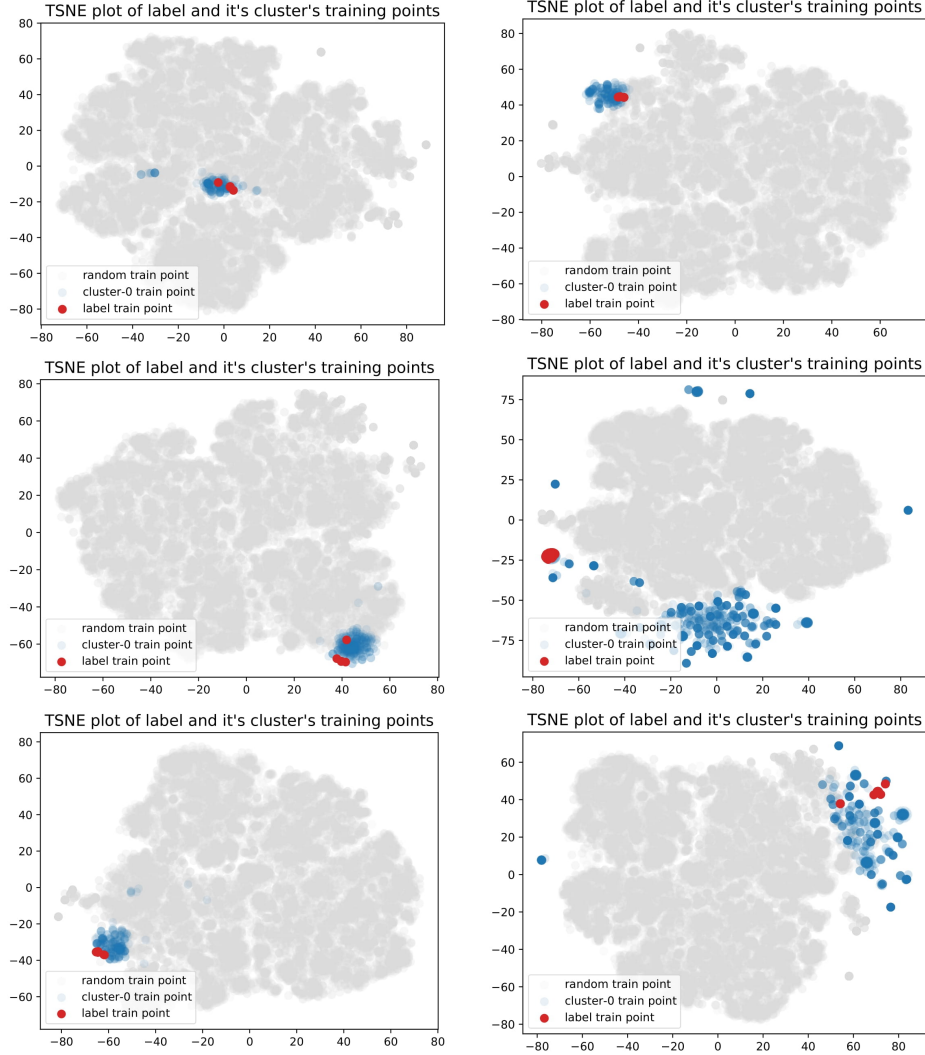 TSNE plot of label and it's cluster's training points
80
60
40
20
0
−20
−40
−60
−80
random train point
cluster-0 train point
label train point
−80 −60 −40 −20 0 20 40 60 80
TSNE plot of label and it's cluster's training points
80
60
40
20
0
−20
−40
−60
−80
random train point
cluster-0 train point
label train point
−80 −60 −40 −20 0 20 40 60
TSNE plot of label and it's cluster's training points
80
60
40
20
0
−20
−40
−60
random train point
cluster-0 train point
label train point
−80 −60 −40 −20 0 20 40 60 80
TSNE plot of label and it's cluster's training points
75
50
25
0
−25
−50
−75
random train point
cluster-0 train point
label train point
−80 −60 −40 −20 0 20 40 60 80
TSNE plot of label and it's cluster's training points
80
60
40
20
0
−20
−40
−60
random train point
cluster-0 train point
label train point
−80 −60 −40 −20 0 20 40 60 80
TSNE plot of label and it's cluster's training points
60
40
20
0
−20
−40
−60
−80
random train point
cluster-0 train point
label train point
−80 −60 −40 −20 0 20 40 60 80